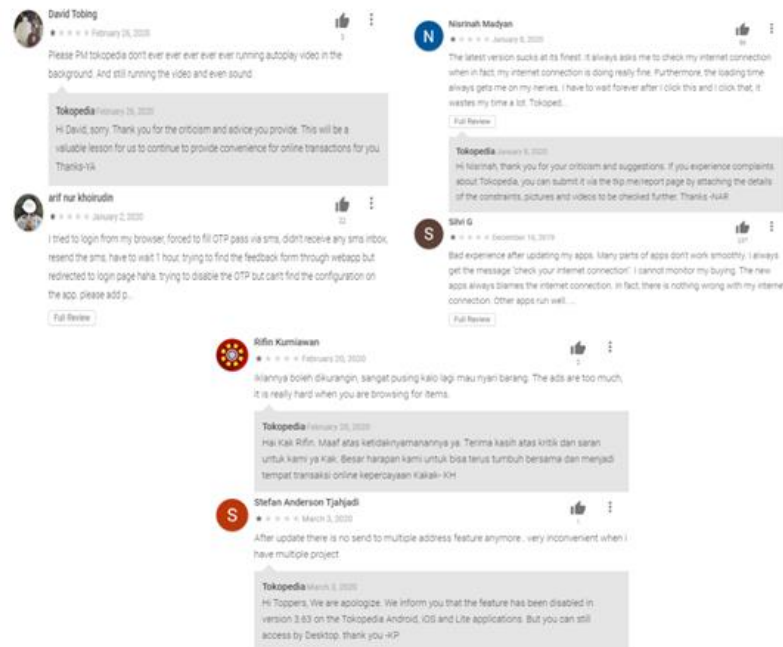 David Tobing
February 26, 2020
3
Please PM tokopedia don't ever ever ever ever ever running autoplay video in the
background. And still running the video and even sound.
Tokopedia February 26, 2020
Hi David, sorry. Thank you for the criticism and advice you provide. This will be a
valuable lesson for us to continue to provide convenience for online transactions for you
Thanks-YA
arif nur khoirudin
January 2, 2020
32
I tried to login from my browser, forced to fill OTP pass via sms, didn't receive any sms inbox,
resend the sms, have to wait 1 hour, trying to find the feedback form through webapp but
redirected to login page haha. trying to disable the OTP but can't find the configuration on
the app. please add p...
Full Review
N
Nisrinah Madyan
January 8, 2020
The latest version sucks at its finest. It always asks me to check my internet connection
when in fact, my internet connection is doing really fine. Furthermore, the loading time
always gets me on my nerves. I have to wait forever after I click this and I click that, it
wastes my time a lot. Tokoped...
Full Review
Tokopedia January 8, 2020
Hi Nisrinah, thank you for your criticism and suggestions. If you experience complaints
about Tokopedia, you can submit it via the tkp.me/report page by attaching the details
of the constraints, pictures and videos to be checked further. Thanks -NAR
S
Silvi G
December 16, 2019
Bad experience after updating my apps. Many parts of apps don't work smoothly. I always
get the message "check your internet connection". I cannot monitor my buying. The new
apps always blames the internet connection. In fact, there is nothing wrong with my internet
connection. Other apps run well. ...
Full Review
Rifin Kurniawan
February 20, 2020
Iklannya boleh dikurangin, sangat pusing kalo lagi mau nyari barang. The ads are too much,
it is really hard when you are browsing for items.
Tokopedia February 20, 2020
Hai Kak Rifin. Maaf atas ketidaknyamanannya ya. Terima kasih atas kritik dan saran
untuk kami ya Kak. Besar harapan kami untuk bisa terus tumbuh bersama dan menjadi
tempat transaksi online kepercayaan Kakak- KH
S
Stefan Anderson Tjahjadi
March 3, 2020
After update there is no send to multiple address feature anymore.. very inconvenient when i
have multiple project
Tokopedia March 3, 2020
Hi Toppers, We are apologize. We inform you that the feature has been disabled in
version 3.63 on the Tokopedia Android, iOS and Lite applications. But you can still
access by Desktop. thank you -KP